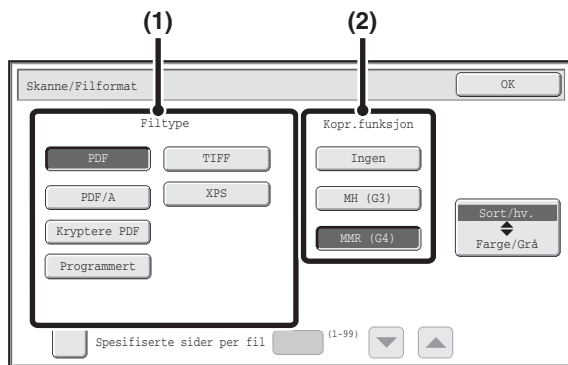 (1) (2)
Skanne/Filformat OK
Filtype Kopr.funksjon
PDF TIFF Ingen
PDF/A XPS MH (G3)
Kryptere PDF MMR (G4) Sort/hv.
Farge/Grå
Programmert
Spesifiserte sider per fil (1-99)